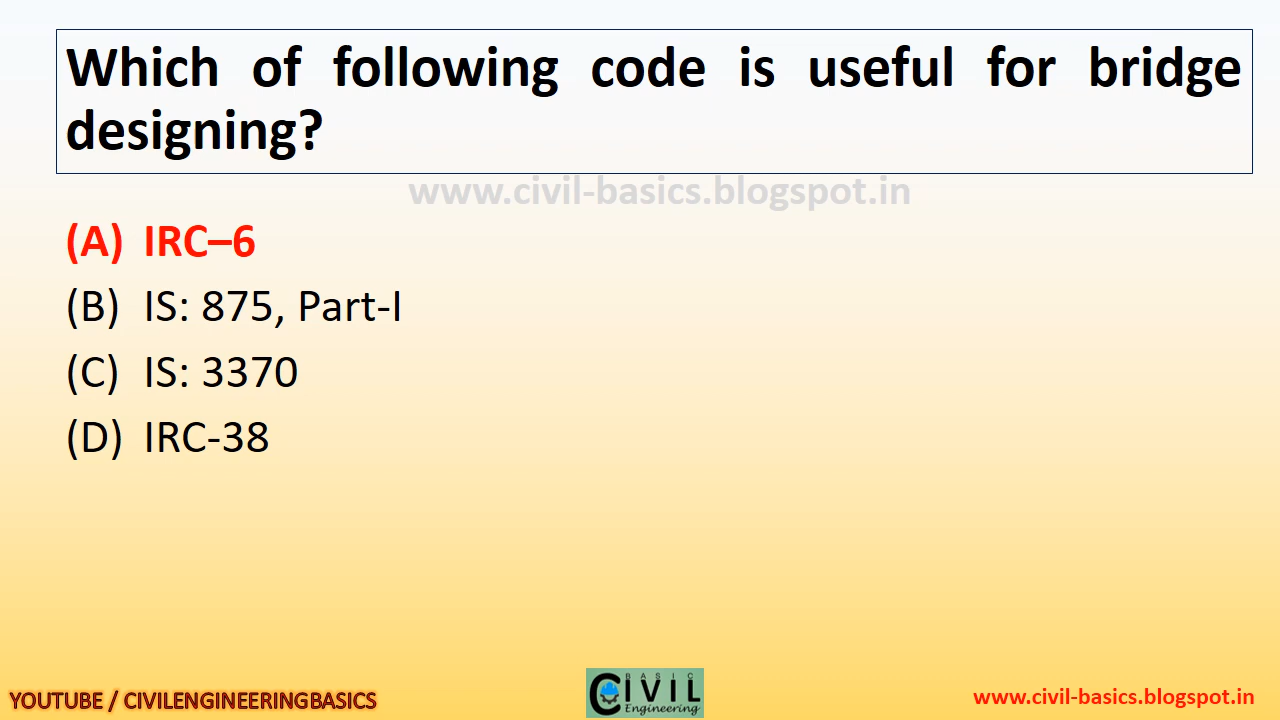 Which of following code is useful for bridge
designing?
www.civil-basics.blogspot.in
(A) IRC–6
(B) IS: 875, Part-I
(C) IS: 3370
(D) IRC-38
YOUTUBE / CIVILENGINEERINGBASICS
BASIC
CIVIL
Engineering
www.civil-basics.blogspot.in